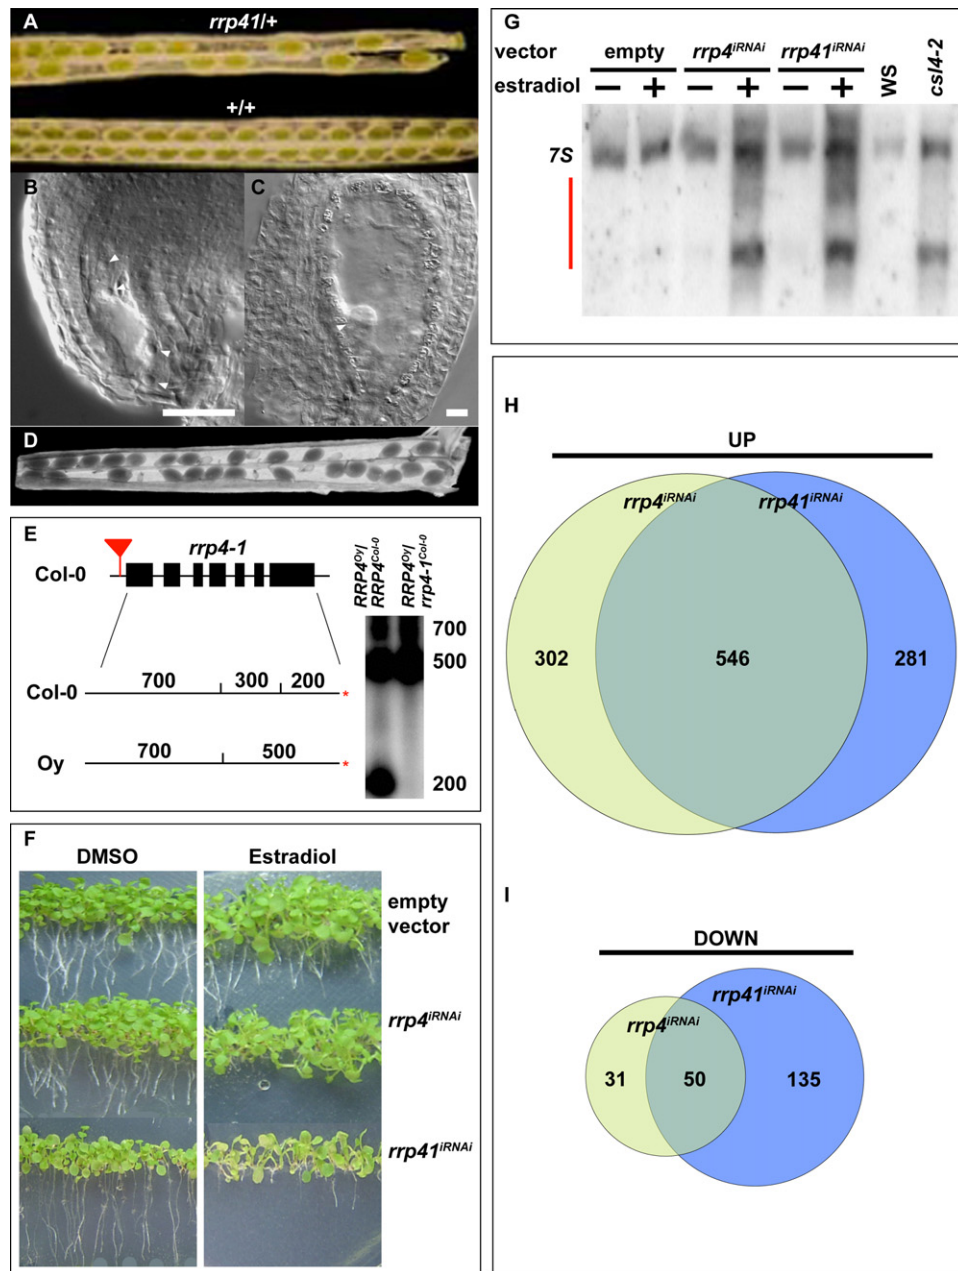 A
rrp41/+
+/+
B
C
D
E
rrp4-1
Col-0
RRP4Oy/
RRP4Col-0
RRP4Oy/
rrp4-1Col-0
700
500
200
Col-0
700 300 200
*
Oy
700 500
*
F
DMSO Estradiol
empty
vector
rrp4iRNAi
rrp41iRNAi
G
vector empty rrp4iRNAi rrp41iRNAi WS csl4-2
estradiol − + − + − +
7S
H
UP
rrp4iRNAi rrp41iRNAi
302 546 281
I
DOWN
rrp41iRNAi
rrp4iRNAi
31 50 135